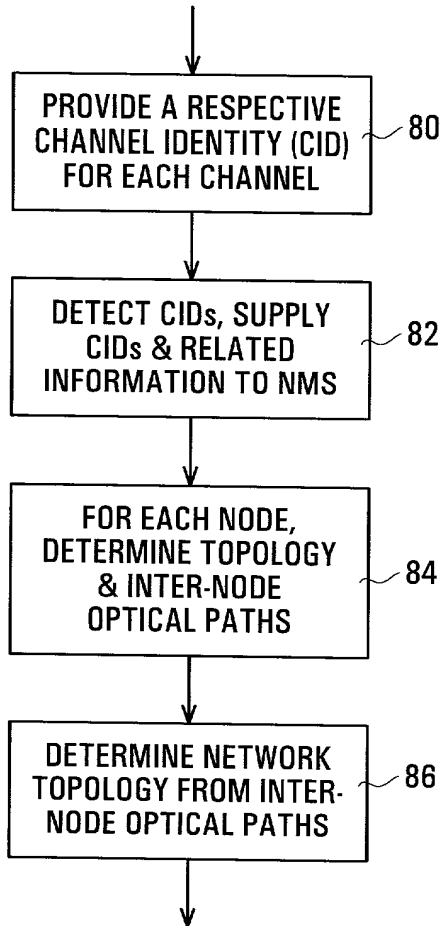 PROVIDE A RESPECTIVE
CHANNEL IDENTITY (CID)
FOR EACH CHANNEL
80
DETECT CIDs, SUPPLY
CIDs & RELATED
INFORMATION TO NMS
82
FOR EACH NODE,
DETERMINE TOPOLOGY
& INTER-NODE
OPTICAL PATHS
84
DETERMINE NETWORK
TOPOLOGY FROM INTER-
NODE OPTICAL PATHS
86